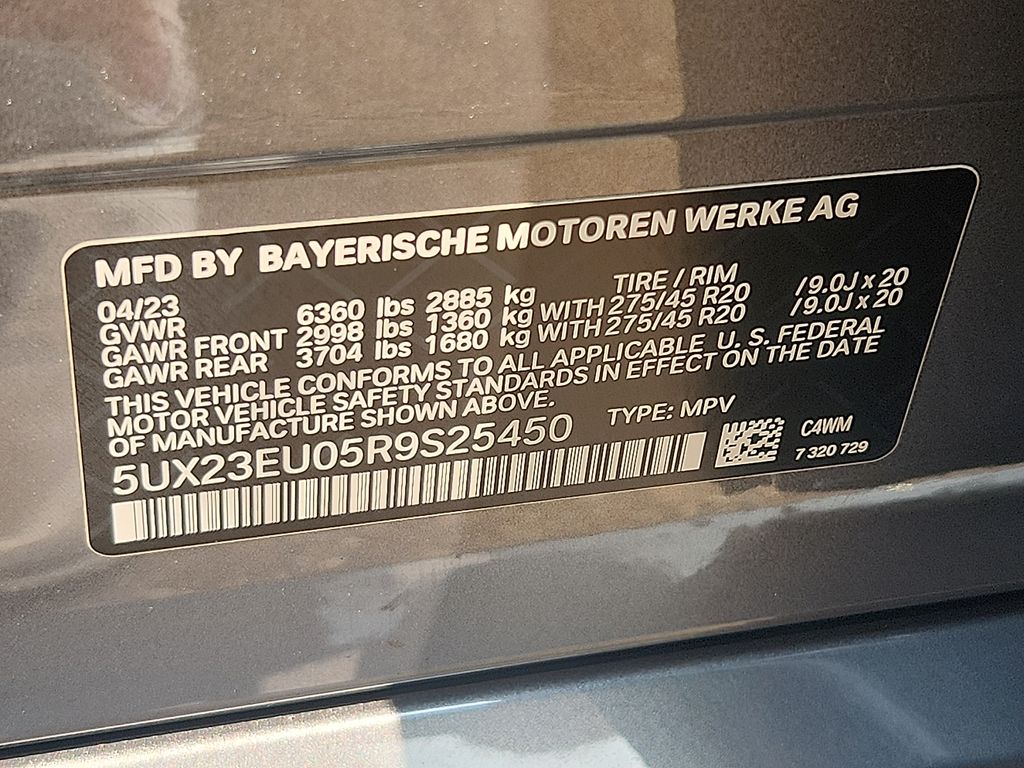 MFD BY BAYERISCHE MOTOREN WERKE AG
04/23 TIRE / RIM
GVWR 6360 lbs 2885 kg
GAWR FRONT 2998 lbs 1360 kg WITH 275/45 R20 /9.0J x 20
GAWR REAR 3704 lbs 1680 kg WITH 275/45 R20 /9.0J x 20
THIS VEHICLE CONFORMS TO ALL APPLICABLE U. S. FEDERAL
MOTOR VEHICLE SAFETY STANDARDS IN EFFECT ON THE DATE
OF MANUFACTURE SHOWN ABOVE.
5UX23EU05R9S25450 TYPE: MPV
C4WM
7 320 729